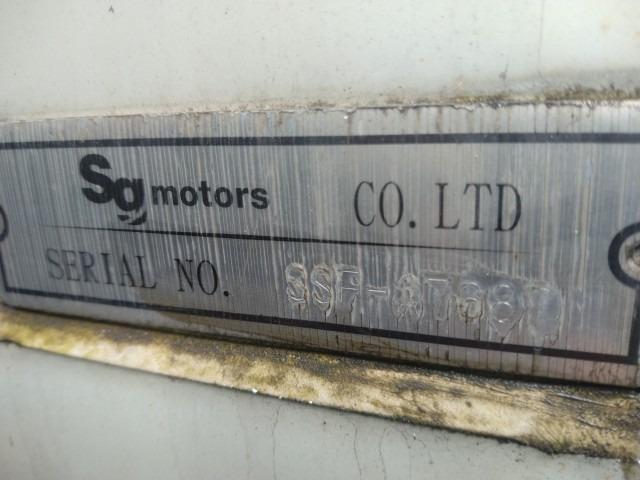 Sg motors CO.LTD
SERIAL NO.